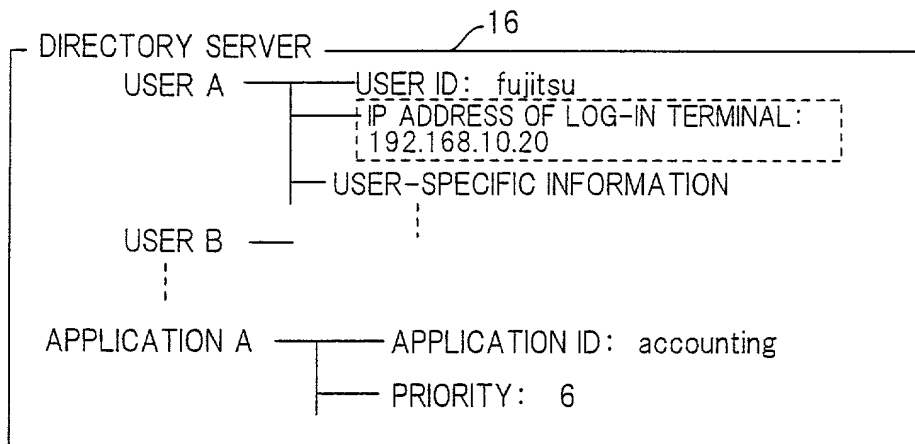 16
DIRECTORY SERVER
USER A
USER ID: fujitsu
IP ADDRESS OF LOG-IN TERMINAL:
192.168.10.20
USER-SPECIFIC INFORMATION
USER B
APPLICATION A
APPLICATION ID: accounting
PRIORITY: 6